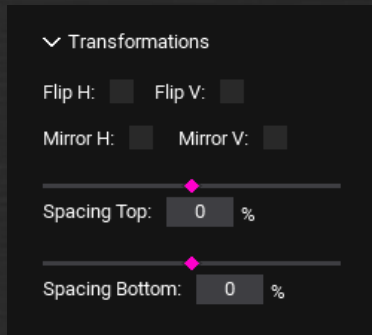 Transformations
Flip H: Flip V:
Mirror H: Mirror V:
Spacing Top: 0 %
Spacing Bottom: 0 %